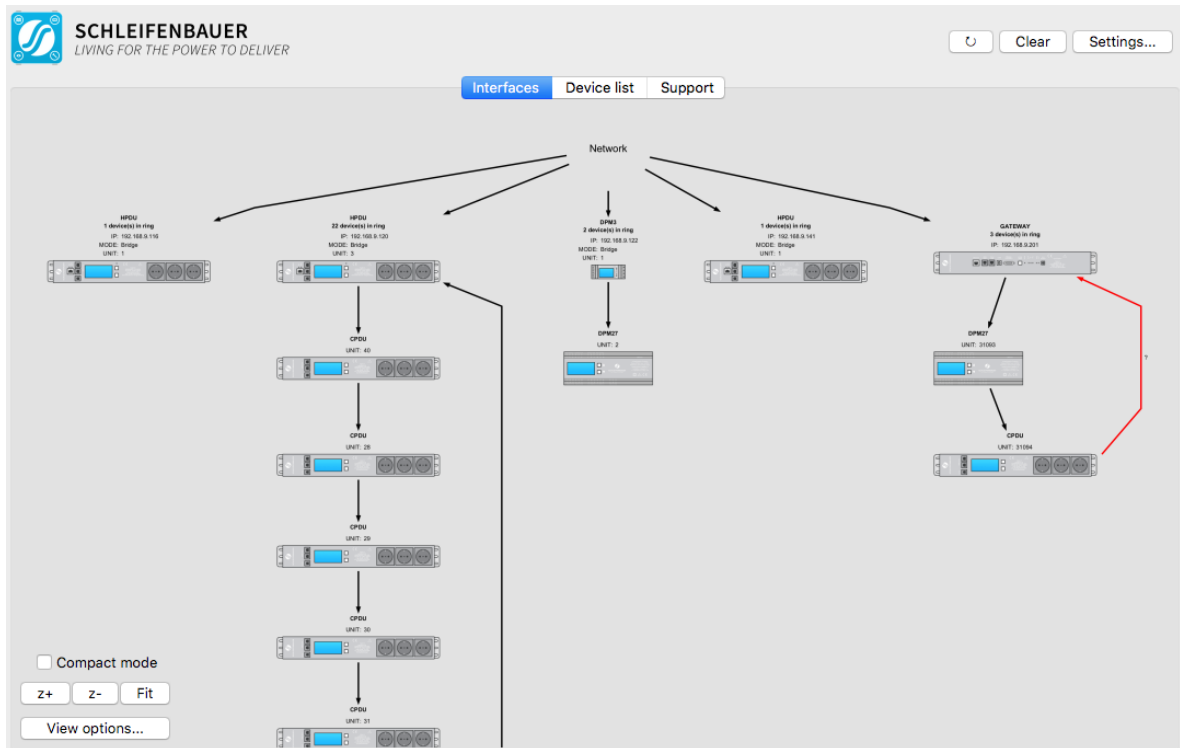 SCHLEIFENBAUER
LIVING FOR THE POWER TO DELIVER
Clear
Settings...
Interfaces
Device list
Support
Network
HPDU
1 device(s) in ring
IP: 192.168.9.116
MODE: Bridge
UNIT: 1
HPDU
22 device(s) in ring
IP: 192.168.9.120
MODE: Bridge
UNIT: 3
DPM3
2 device(s) in ring
IP: 192.168.9.122
MODE: Bridge
UNIT: 1
HPDU
1 device(s) in ring
IP: 192.168.9.141
MODE: Bridge
UNIT: 1
GATEWAY
3 device(s) in ring
IP: 192.168.9.201
CPDU
UNIT: 40
DPM27
UNIT: 2
DPM27
UNIT: 31093
?
CPDU
UNIT: 28
CPDU
UNIT: 31094
CPDU
UNIT: 29
CPDU
UNIT: 30
CPDU
UNIT: 31
Compact mode
z+
z-
Fit
View options...